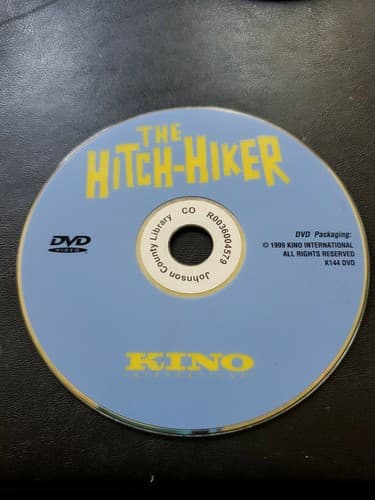 THE
HITCH-HIKER
Johnson County Library
CO
R0036004579
DVD
VIDEO
DVD Packaging:
© 1999 KINO INTERNATIONAL
ALL RIGHTS RESERVED
K144 DVD
KINO